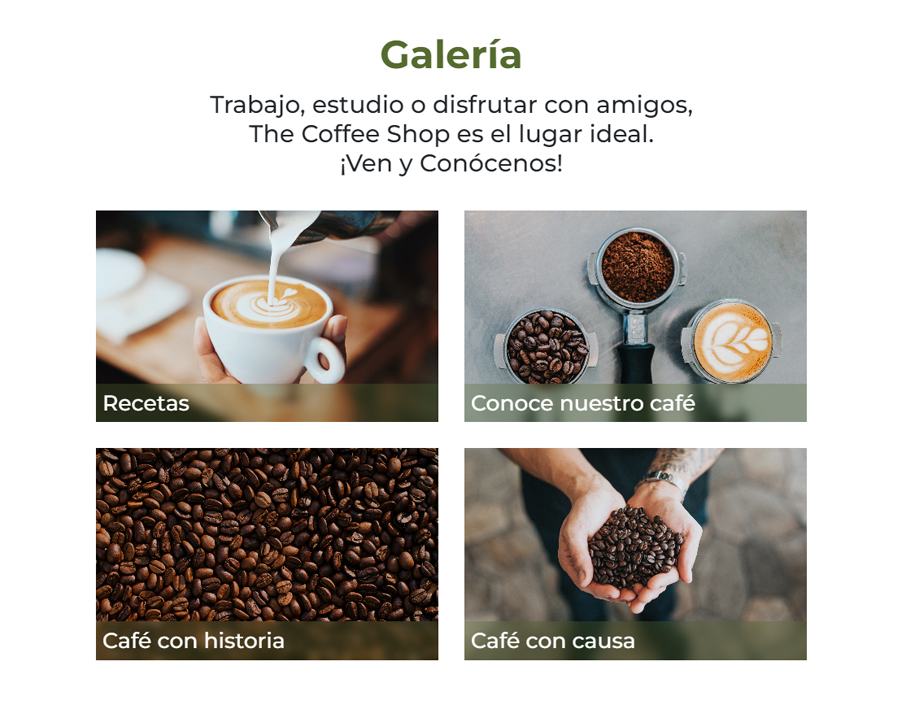 Galería
Trabajo, estudio o disfrutar con amigos,
The Coffee Shop es el lugar ideal.
¡Ven y Conócenos!
Recetas
Conoce nuestro café
Café con historia
Café con causa